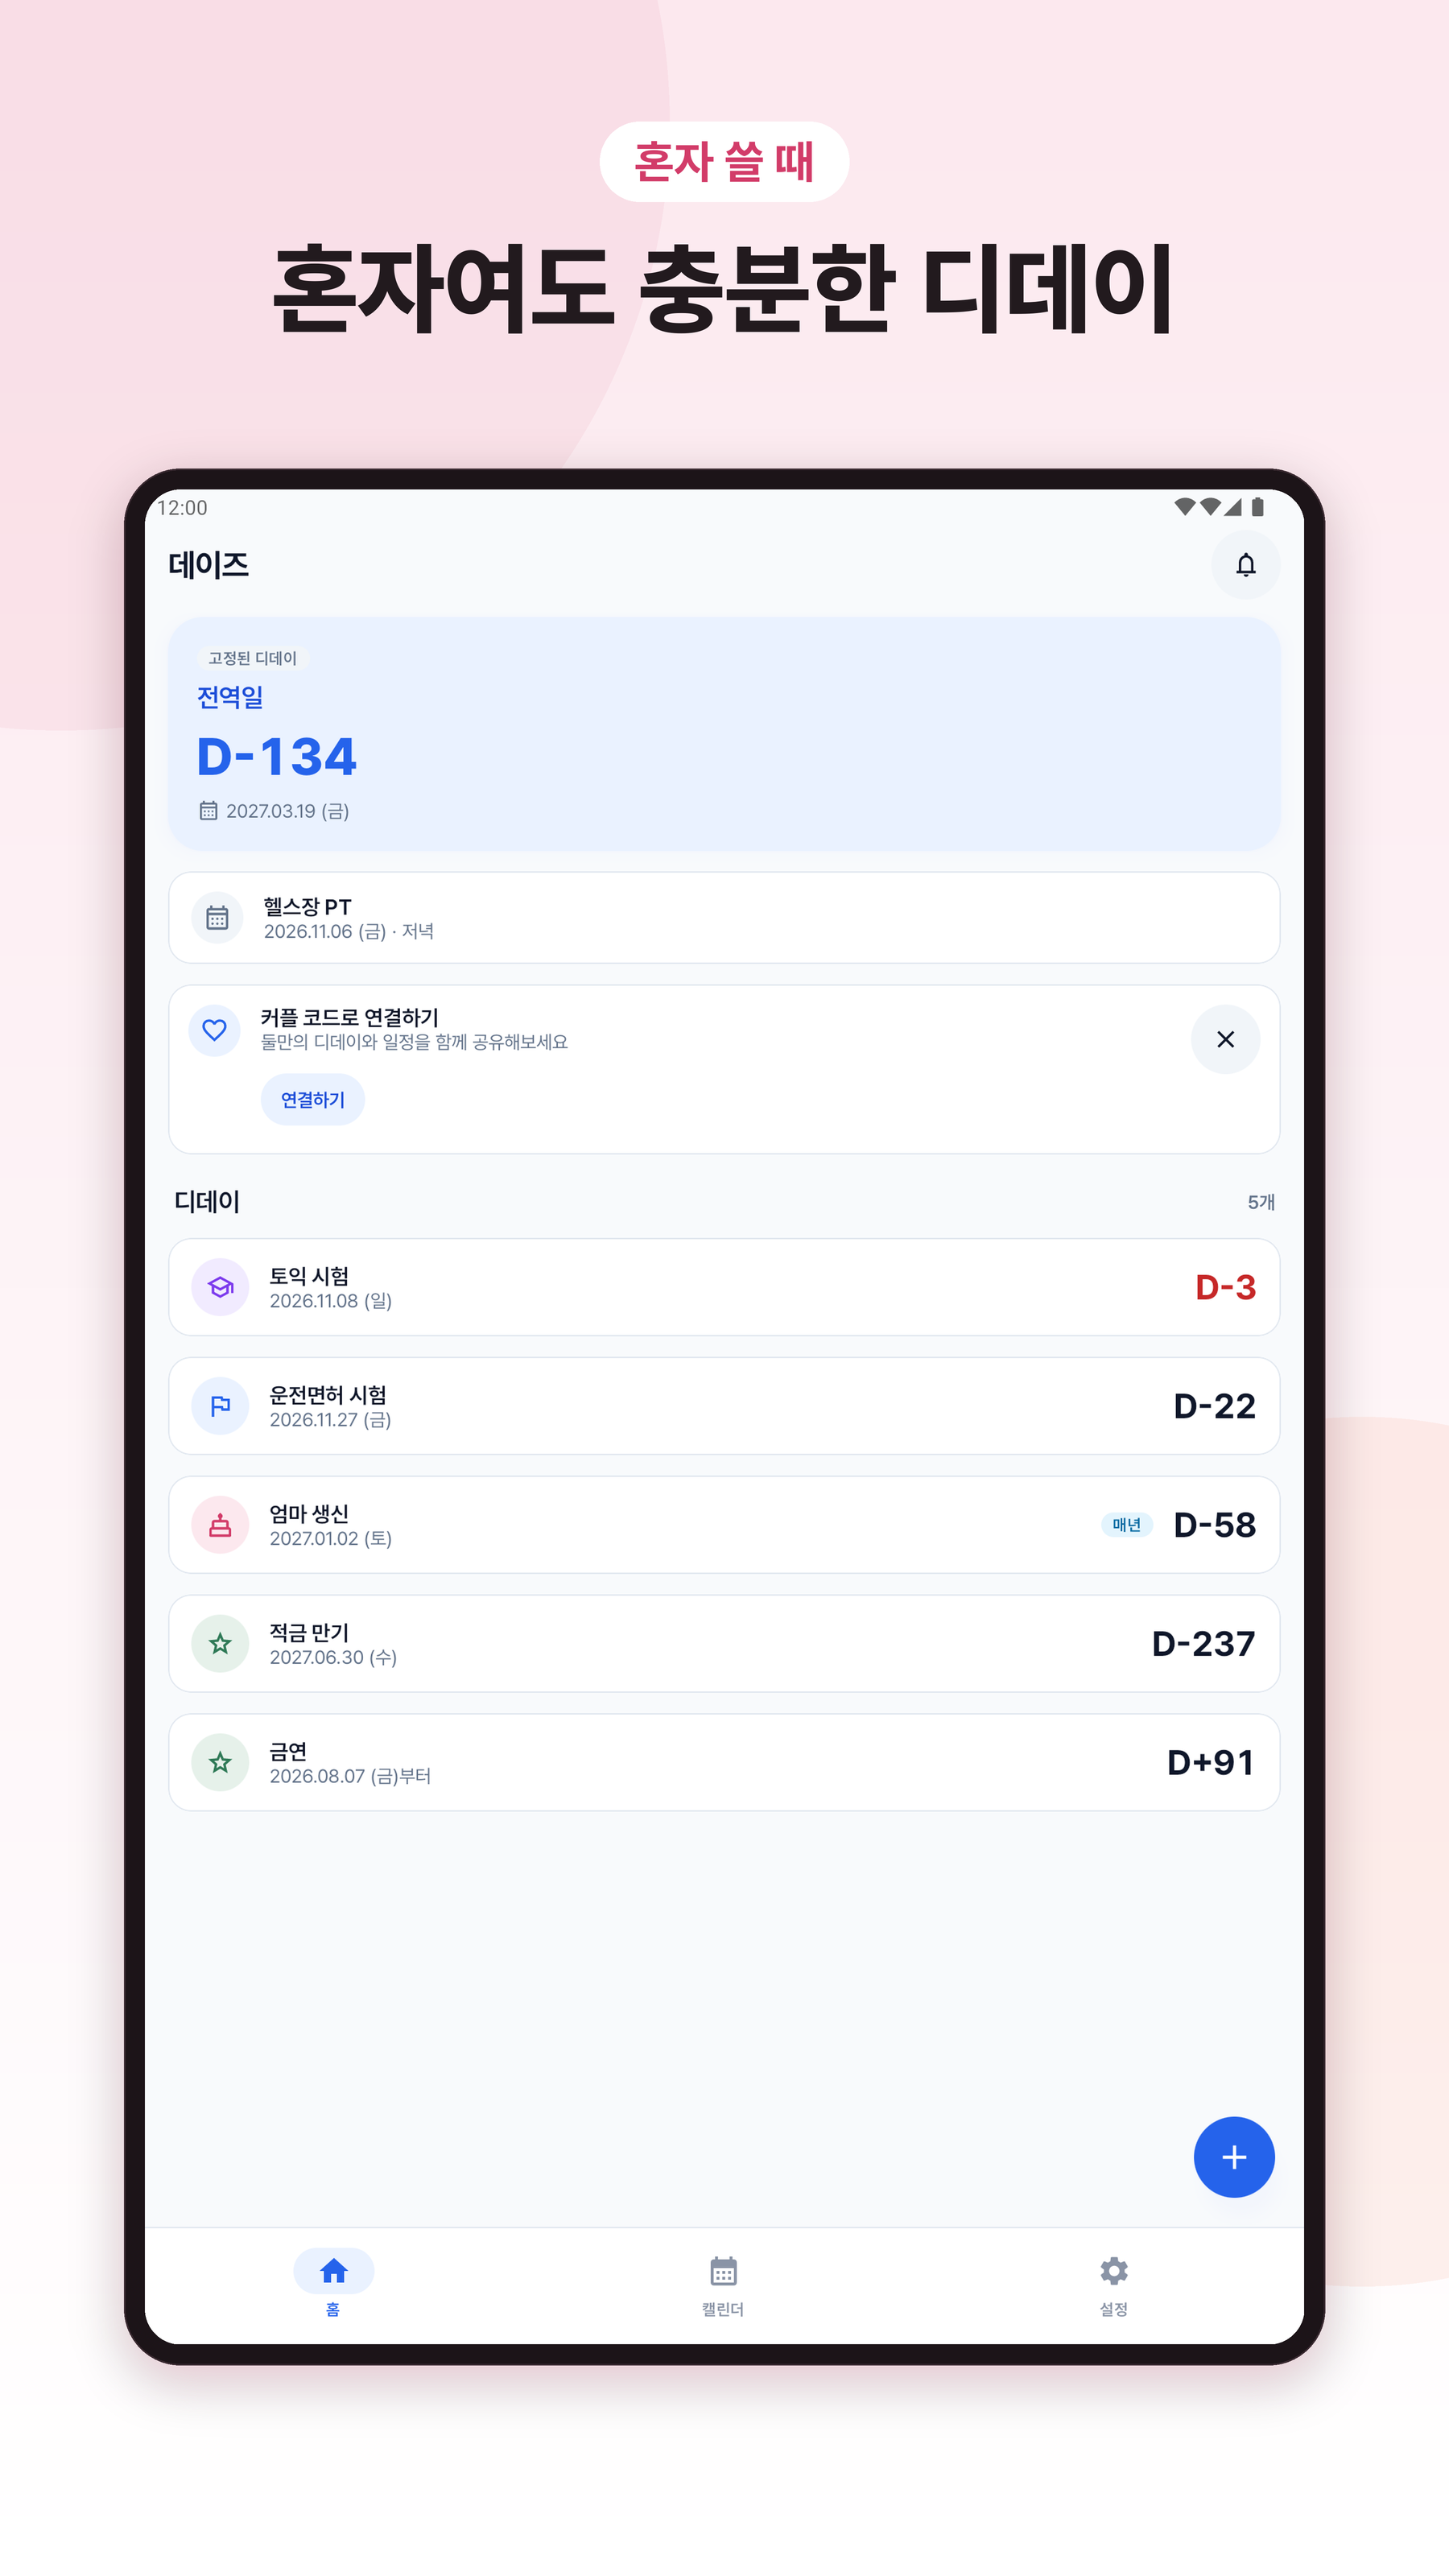 혼자 쓸 때
혼자여도 충분한 디데이
12:00
데이즈
고정된 디데이
전역일
D-134
2027.03.19 (금)
헬스장 PT
2026.11.06 (금) · 저녁
커플 코드로 연결하기
둘만의 디데이와 일정을 함께 공유해보세요
연결하기
디데이 5개
토익 시험
2026.11.08 (일)
D-3
운전면허 시험
2026.11.27 (금)
D-22
엄마 생신
2027.01.02 (토)
매년 D-58
적금 만기
2027.06.30 (수)
D-237
금연
2026.08.07 (금)부터
D+91
홈 캘린더 설정